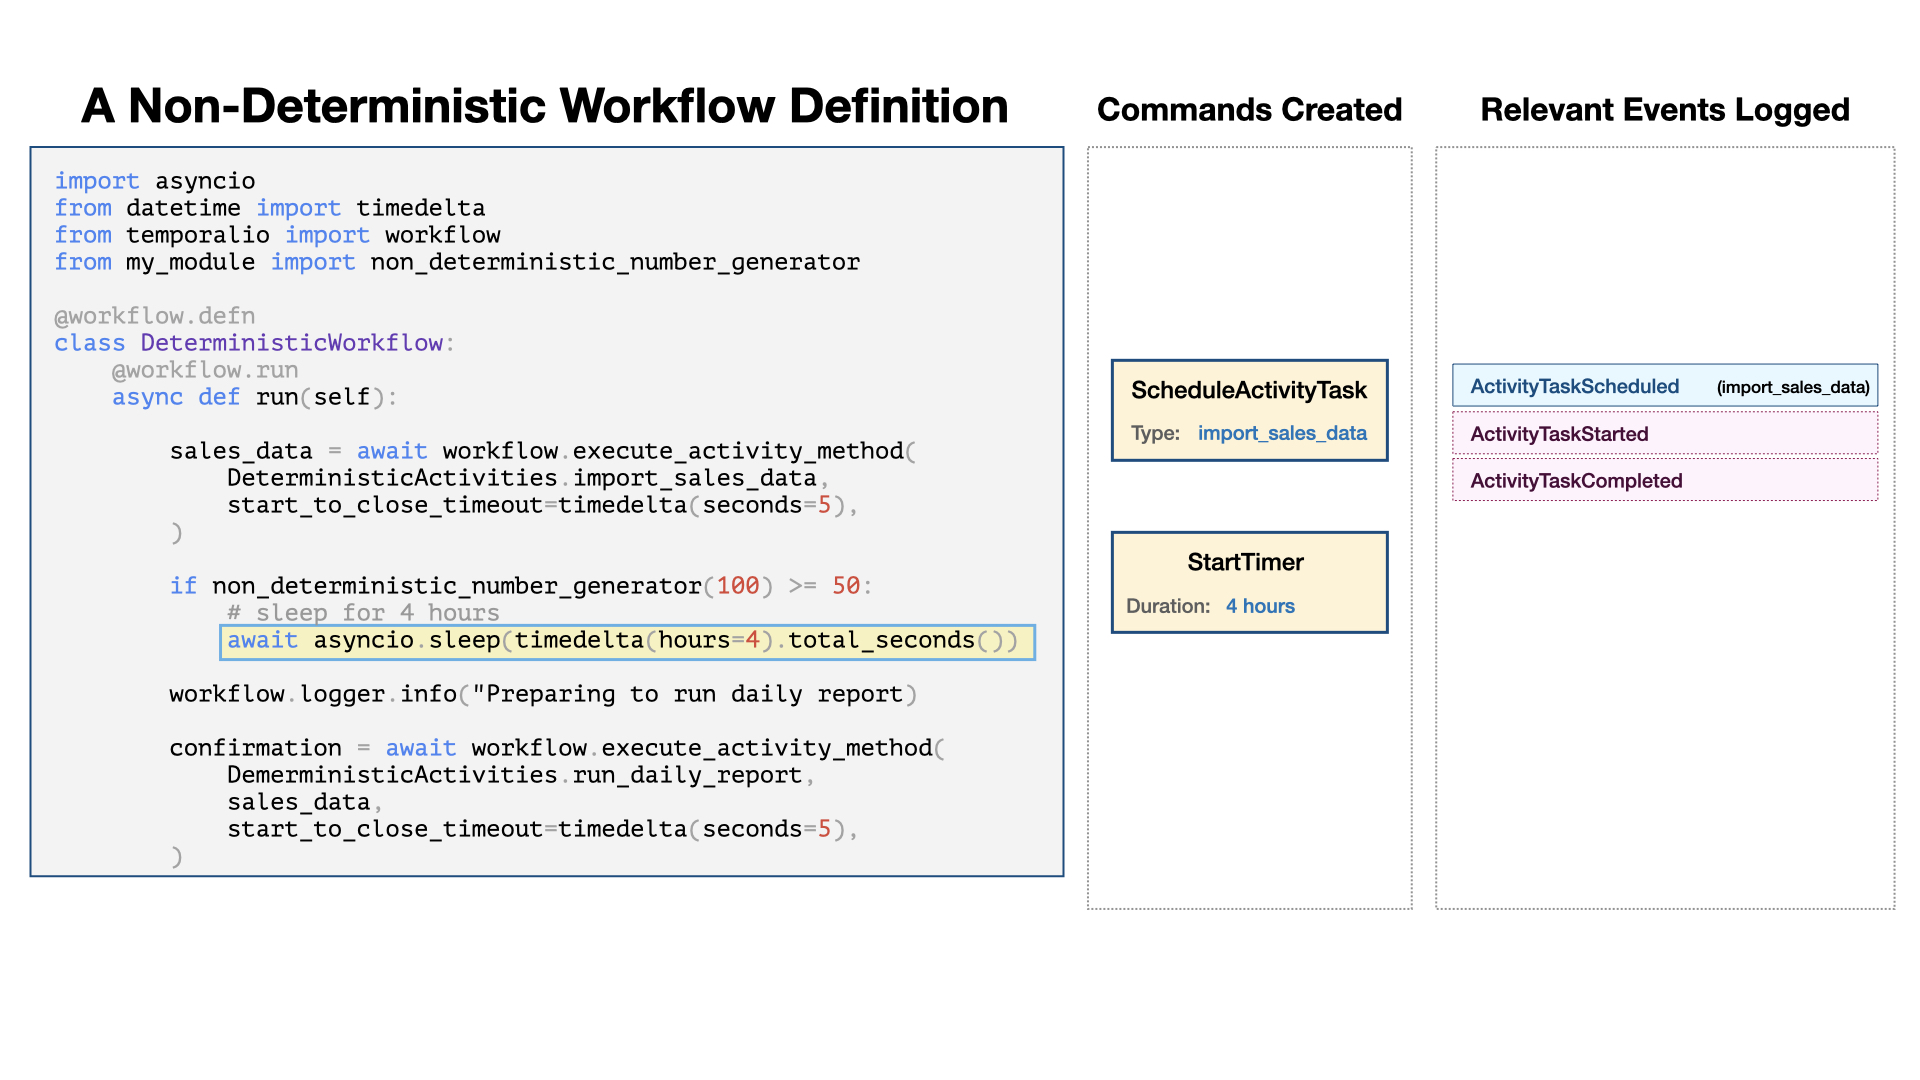 A Non-Deterministic Workflow Definition
import asyncio
from datetime import timedelta
from temporalio import workflow
from my_module import non_deterministic_number_generator
@workflow.defn
class DeterministicWorkflow:
@workflow.run
async def run(self):
sales_data = await workflow.execute_activity_method(
DeterministicActivities.import_sales_data,
start_to_close_timeout=timedelta(seconds=5),
)
if non_deterministic_number_generator(100) >= 50:
# sleep for 4 hours
await asyncio.sleep(timedelta(hours=4).total_seconds())
workflow.logger.info("Preparing to run daily report)
confirmation = await workflow.execute_activity_method(
DemerministicActivities.run_daily_report,
sales_data,
start_to_close_timeout=timedelta(seconds=5),
)
Commands Created
ScheduleActivityTask
Type: import_sales_data
StartTimer
Duration: 4 hours
Relevant Events Logged
ActivityTaskScheduled (import_sales_data)
ActivityTaskStarted
ActivityTaskCompleted